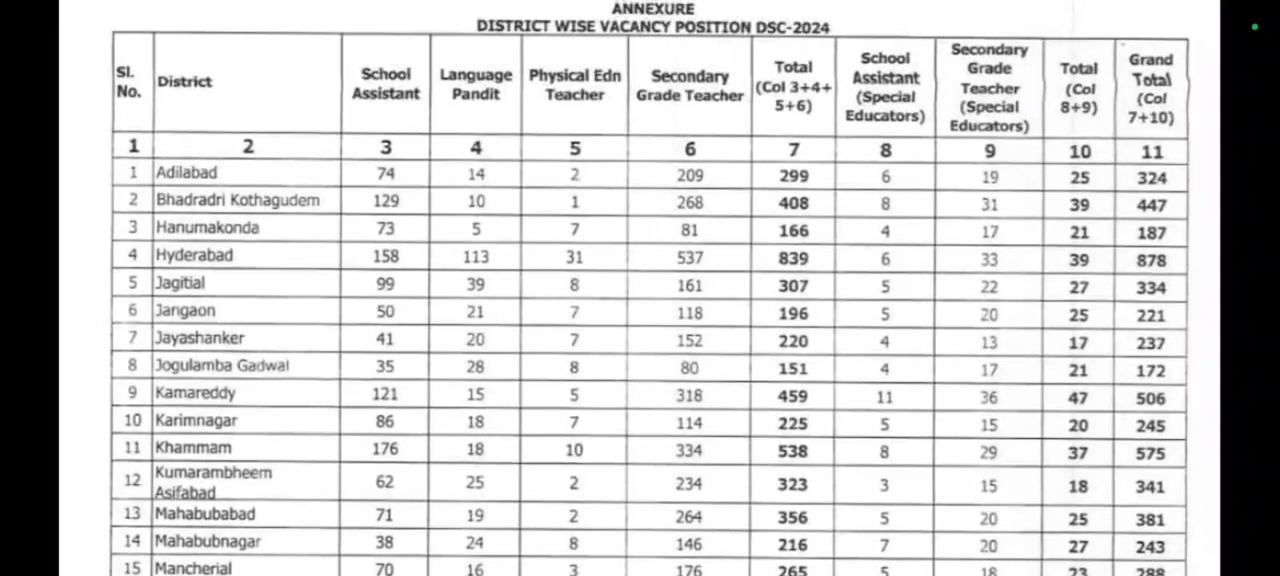 ANNEXURE
DISTRICT WISE VACANCY POSITION DSC-2024
Sl. No. | District | School Assistant | Language Pandit | Physical Edn Teacher | Secondary Grade Teacher | Total (Col 3+4+ 5+6) | School Assistant (Special Educators) | Secondary Grade Teacher (Special Educators) | Total (Col 8+9) | Grand Total (Col 7+10)
1 | 2 | 3 | 4 | 5 | 6 | 7 | 8 | 9 | 10 | 11
1 | Adilabad | 74 | 14 | 2 | 209 | 299 | 6 | 19 | 25 | 324
2 | Bhadradri Kothagudem | 129 | 10 | 1 | 268 | 408 | 8 | 31 | 39 | 447
3 | Hanumakonda | 73 | 5 | 7 | 81 | 166 | 4 | 17 | 21 | 187
4 | Hyderabad | 158 | 113 | 31 | 537 | 839 | 6 | 33 | 39 | 878
5 | Jagitial | 99 | 39 | 8 | 161 | 307 | 5 | 22 | 27 | 334
6 | Jangaon | 50 | 21 | 7 | 118 | 196 | 5 | 20 | 25 | 221
7 | Jayashanker | 41 | 20 | 7 | 152 | 220 | 4 | 13 | 17 | 237
8 | Jogulamba Gadwal | 35 | 28 | 8 | 80 | 151 | 4 | 17 | 21 | 172
9 | Kamareddy | 121 | 15 | 5 | 318 | 459 | 11 | 36 | 47 | 506
10 | Karimnagar | 86 | 18 | 7 | 114 | 225 | 5 | 15 | 20 | 245
11 | Khammam | 176 | 18 | 10 | 334 | 538 | 8 | 29 | 37 | 575
12 | Kumarambheem Asifabad | 62 | 25 | 2 | 234 | 323 | 3 | 15 | 18 | 341
13 | Mahabubabad | 71 | 19 | 2 | 264 | 356 | 5 | 20 | 25 | 381
14 | Mahabubnagar | 38 | 24 | 8 | 146 | 216 | 7 | 20 | 27 | 243
15 | Mancherial | 70 | 16 | 3 | 176 | 265 | 5 | 18 | 23 | 288